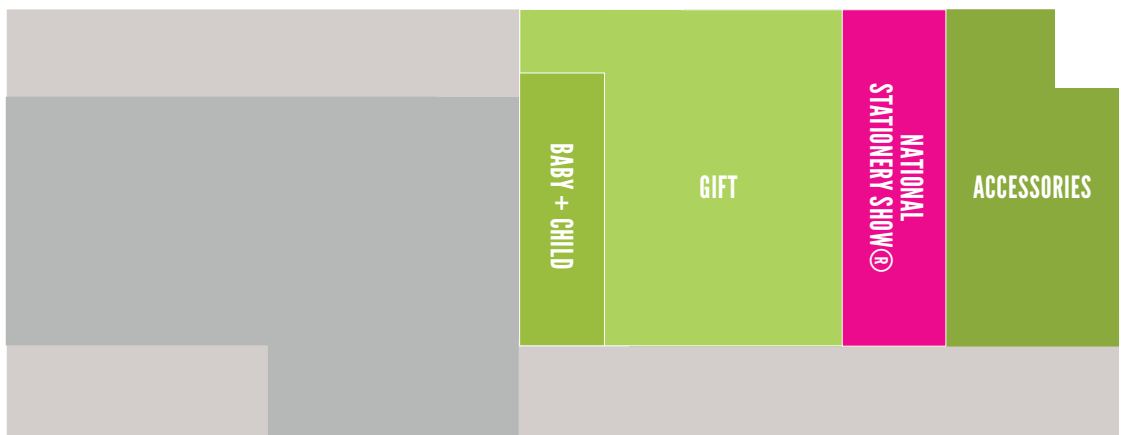 BABY + CHILD
GIFT
NATIONAL
STATIONERY SHOW®
ACCESSORIES